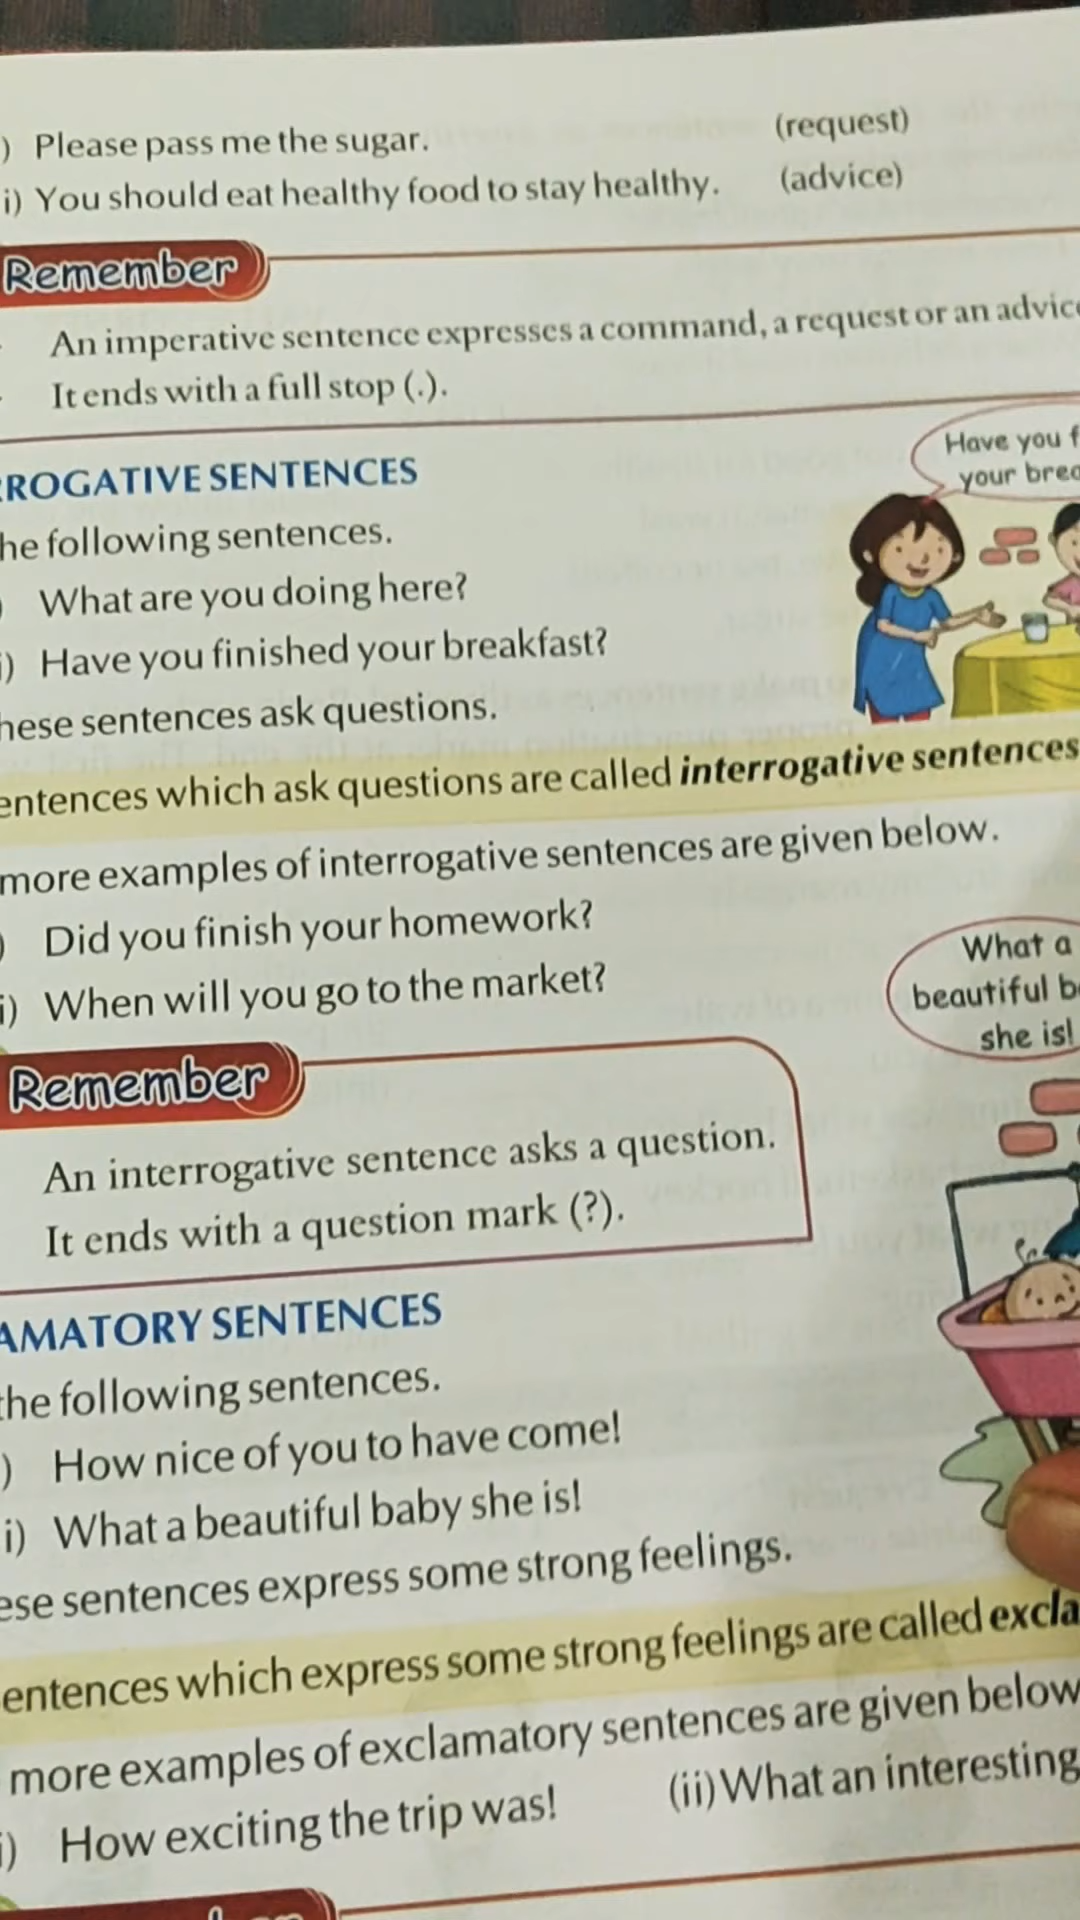 ) Please pass me the sugar. (request)
i) You should eat healthy food to stay healthy. (advice)
Remember
An imperative sentence expresses a command, a request or an advice
It ends with a full stop (.).
Have you f
your brea
RROGATIVE SENTENCES
he following sentences.
) What are you doing here?
i) Have you finished your breakfast?
hese sentences ask questions.
entences which ask questions are called interrogative sentences
more examples of interrogative sentences are given below.
) Did you finish your homework?
i) When will you go to the market?
What a
beautiful b
she is!
Remember
An interrogative sentence asks a question.
It ends with a question mark (?).
AMATORY SENTENCES
the following sentences.
) How nice of you to have come!
i) What a beautiful baby she is!
ese sentences express some strong feelings.
entences which express some strong feelings are called excla
more examples of exclamatory sentences are given below
i) How exciting the trip was! (ii) What an interesting